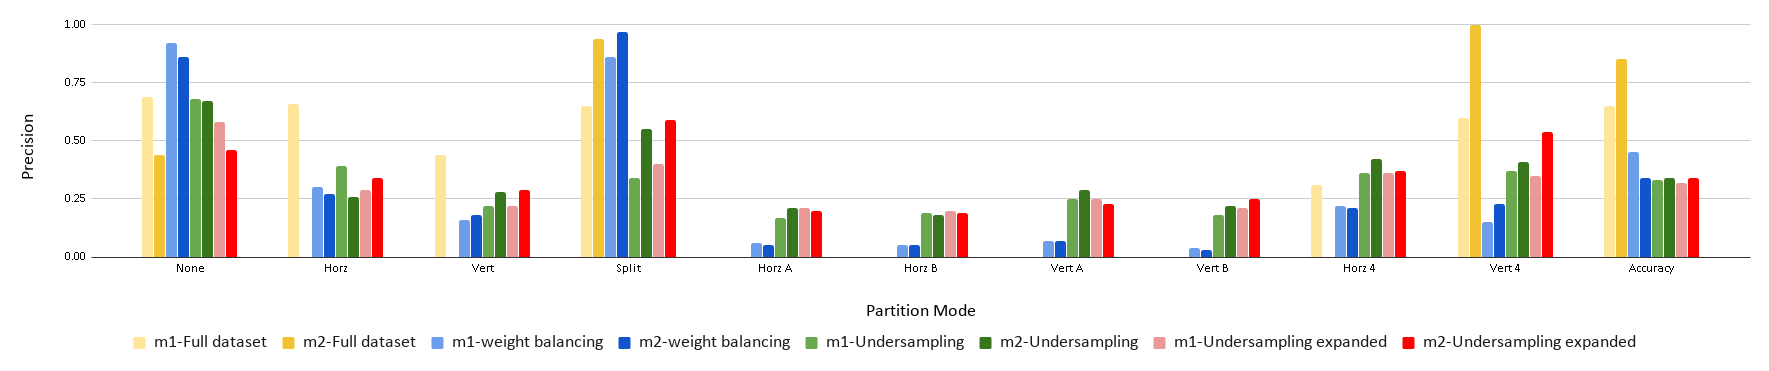 1.00
0.75
0.50
0.25
0.00
Precision
None Horz Vert Split Horz A Horz B Vert A Vert B Horz 4 Vert 4 Accuracy
Partition Mode
m1-Full dataset m2-Full dataset m1-weight balancing m2-weight balancing m1-Undersampling m2-Undersampling m1-Undersampling expanded m2-Undersampling expanded